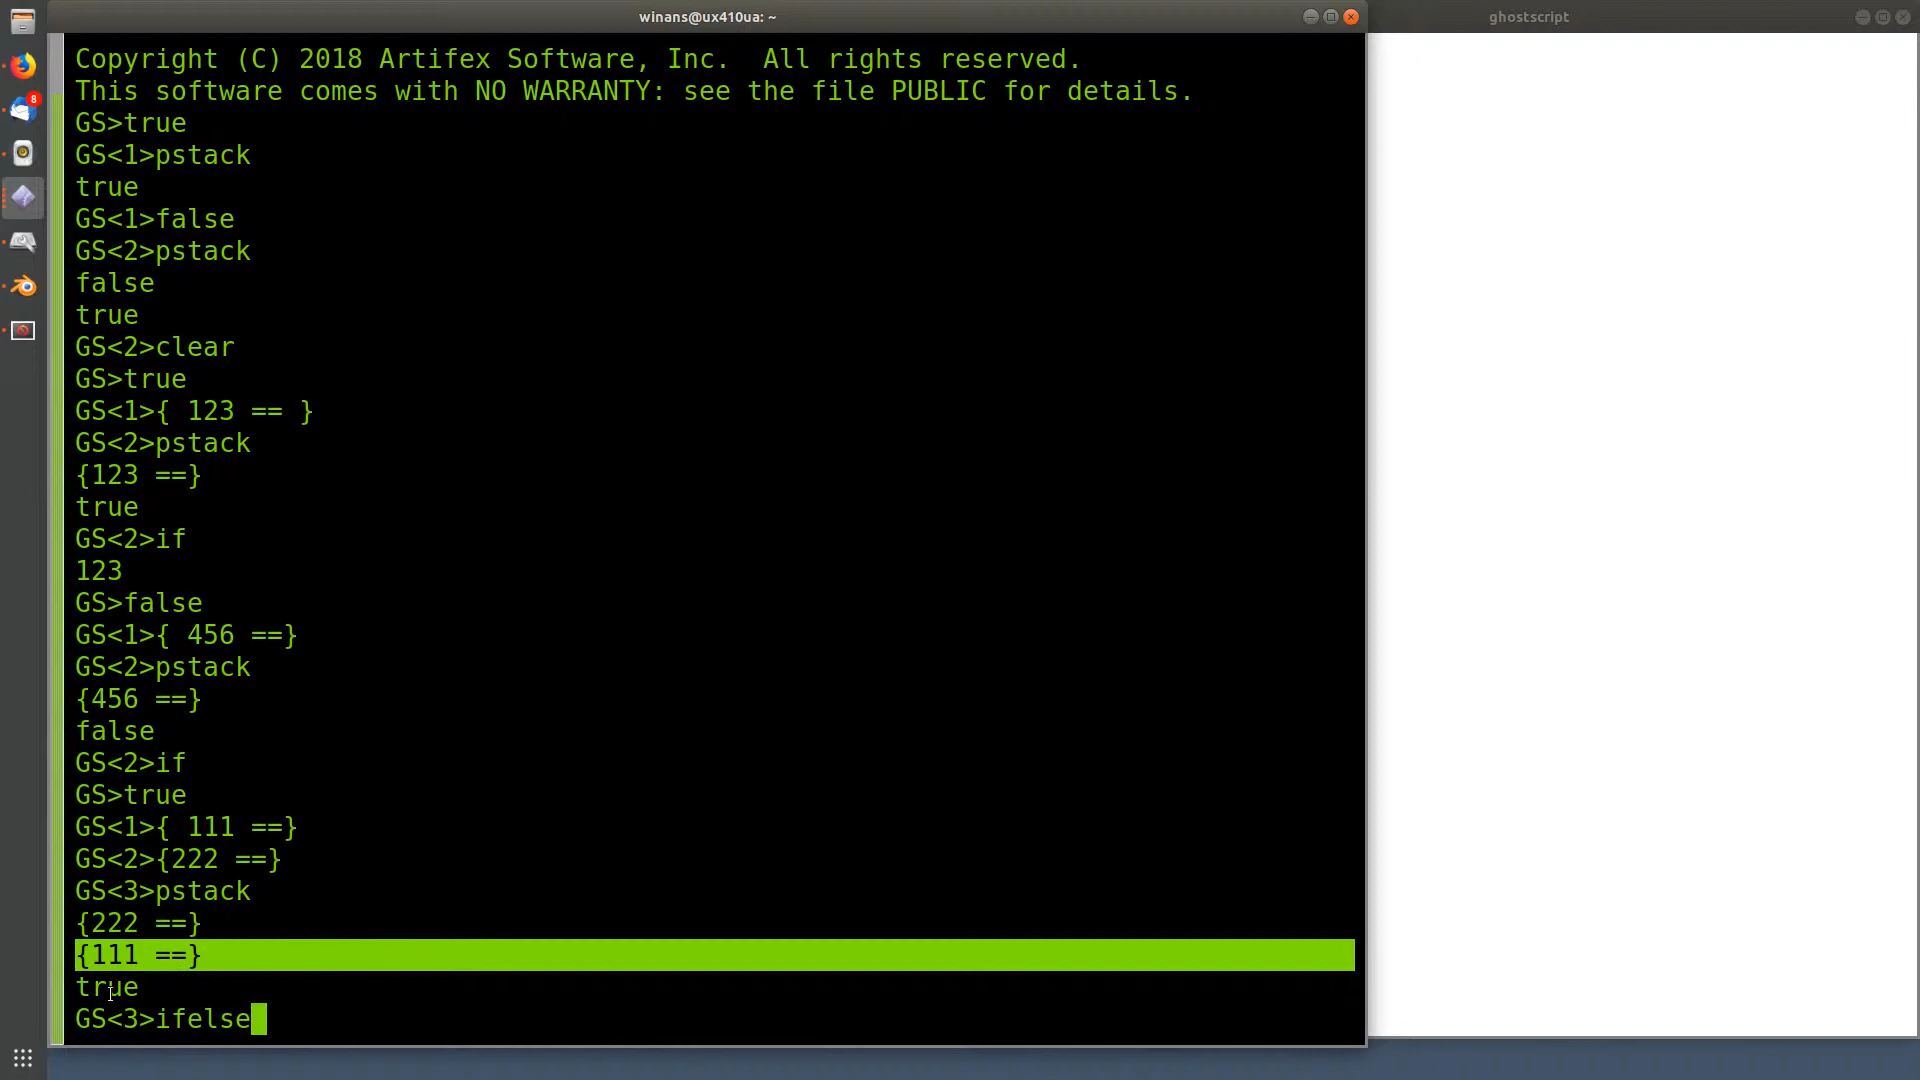 winans@ux410ua: ~
ghostscript
8
Copyright (C) 2018 Artifex Software, Inc.  All rights reserved.
This software comes with NO WARRANTY: see the file PUBLIC for details.
GS>true
GS<1>pstack
true
GS<1>false
GS<2>pstack
false
true
GS<2>clear
GS>true
GS<1>{ 123 == }
GS<2>pstack
{123 ==}
true
GS<2>if
123
GS>false
GS<1>{ 456 ==}
GS<2>pstack
{456 ==}
false
GS<2>if
GS>true
GS<1>{ 111 ==}
GS<2>{222 ==}
GS<3>pstack
{222 ==}
{111 ==}
true
GS<3>ifelse